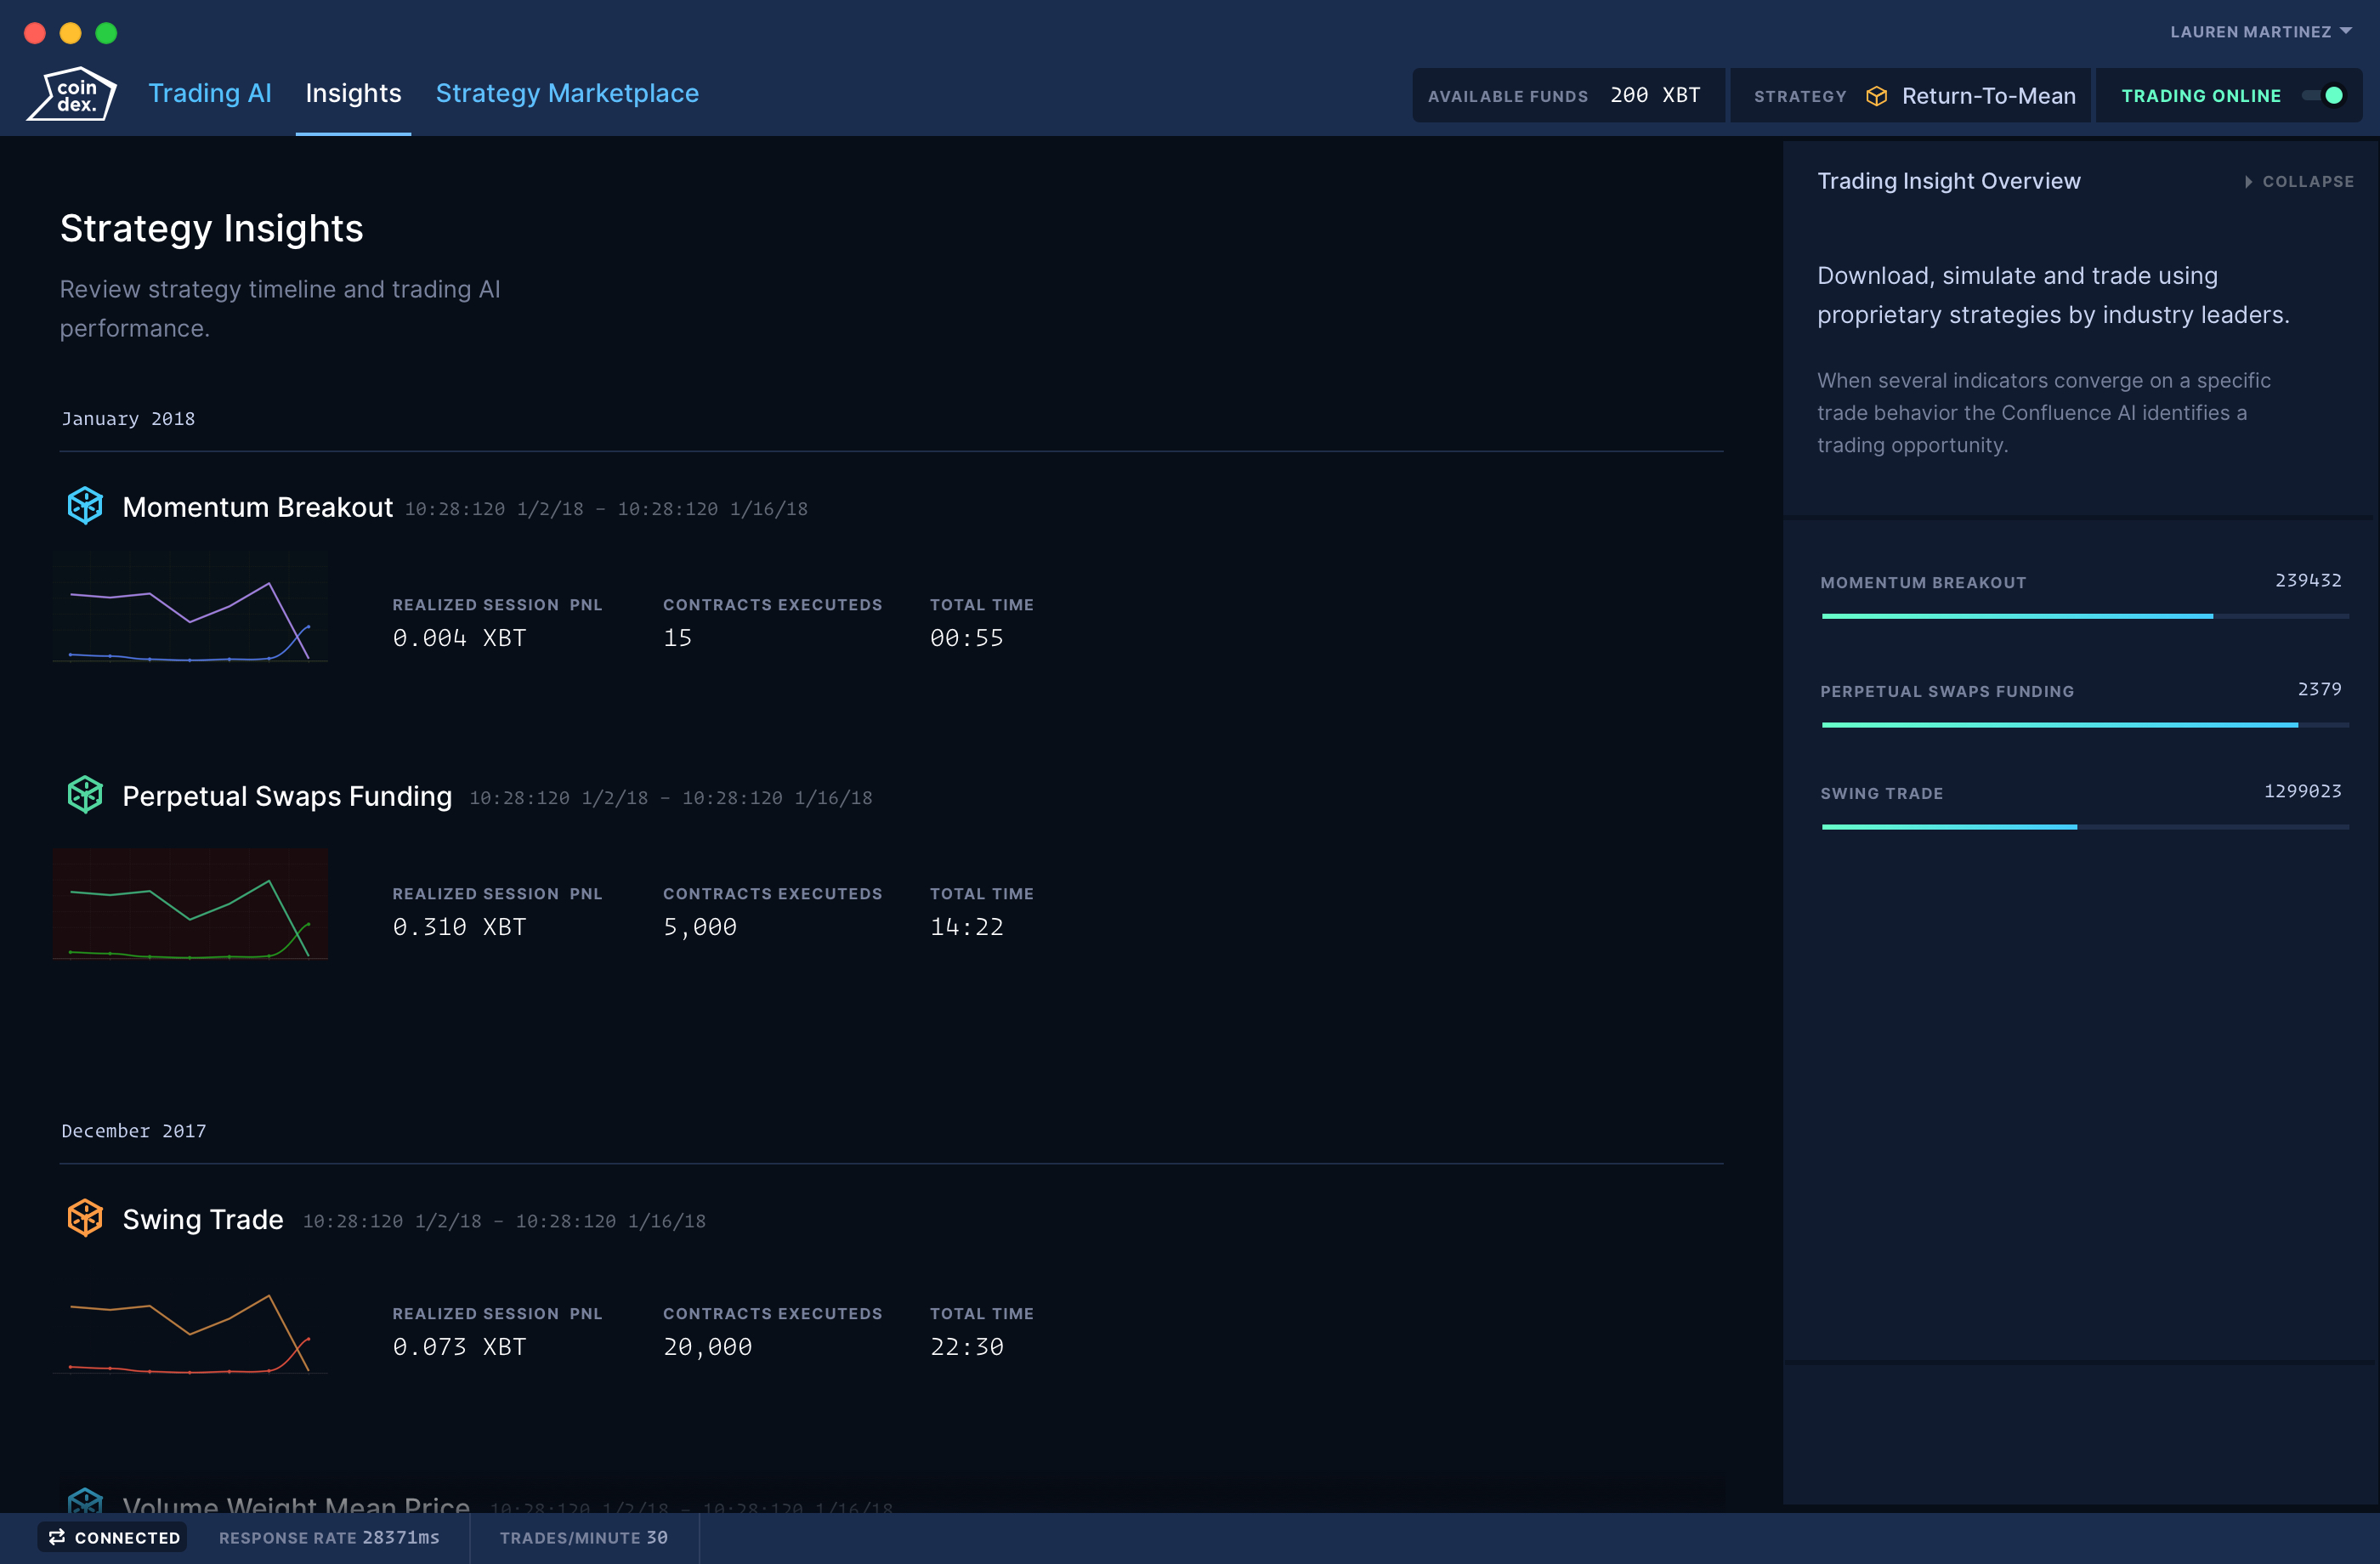 LAUREN MARTINEZ
coin
dex.
Trading AI
Insights
Strategy Marketplace
AVAILABLE FUNDS 200 XBT
STRATEGY Return-To-Mean
TRADING ONLINE
Strategy Insights
Review strategy timeline and trading AI
performance.
January 2018
Momentum Breakout 10:28:120 1/2/18 – 10:28:120 1/16/18
REALIZED SESSION PNL
0.004 XBT
CONTRACTS EXECUTEDS
15
TOTAL TIME
00:55
Perpetual Swaps Funding 10:28:120 1/2/18 – 10:28:120 1/16/18
REALIZED SESSION PNL
0.310 XBT
CONTRACTS EXECUTEDS
5,000
TOTAL TIME
14:22
December 2017
Swing Trade 10:28:120 1/2/18 – 10:28:120 1/16/18
REALIZED SESSION PNL
0.073 XBT
CONTRACTS EXECUTEDS
20,000
TOTAL TIME
22:30
Volume Weight Mean Price 10:28:120 1/2/18 – 10:28:120 1/16/18
Trading Insight Overview
COLLAPSE
Download, simulate and trade using
proprietary strategies by industry leaders.
When several indicators converge on a specific
trade behavior the Confluence AI identifies a
trading opportunity.
MOMENTUM BREAKOUT 239432
PERPETUAL SWAPS FUNDING 2379
SWING TRADE 1299023
CONNECTED
RESPONSE RATE 28371ms
TRADES/MINUTE 30